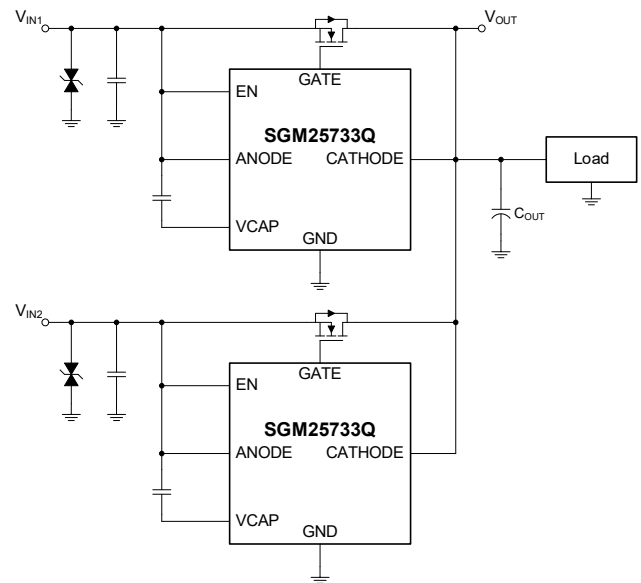 VIN1
VOUT
GATE
EN
SGM25733Q
ANODE CATHODE
Load
COUT
VCAP
GND
VIN2
GATE
EN
SGM25733Q
ANODE CATHODE
VCAP
GND